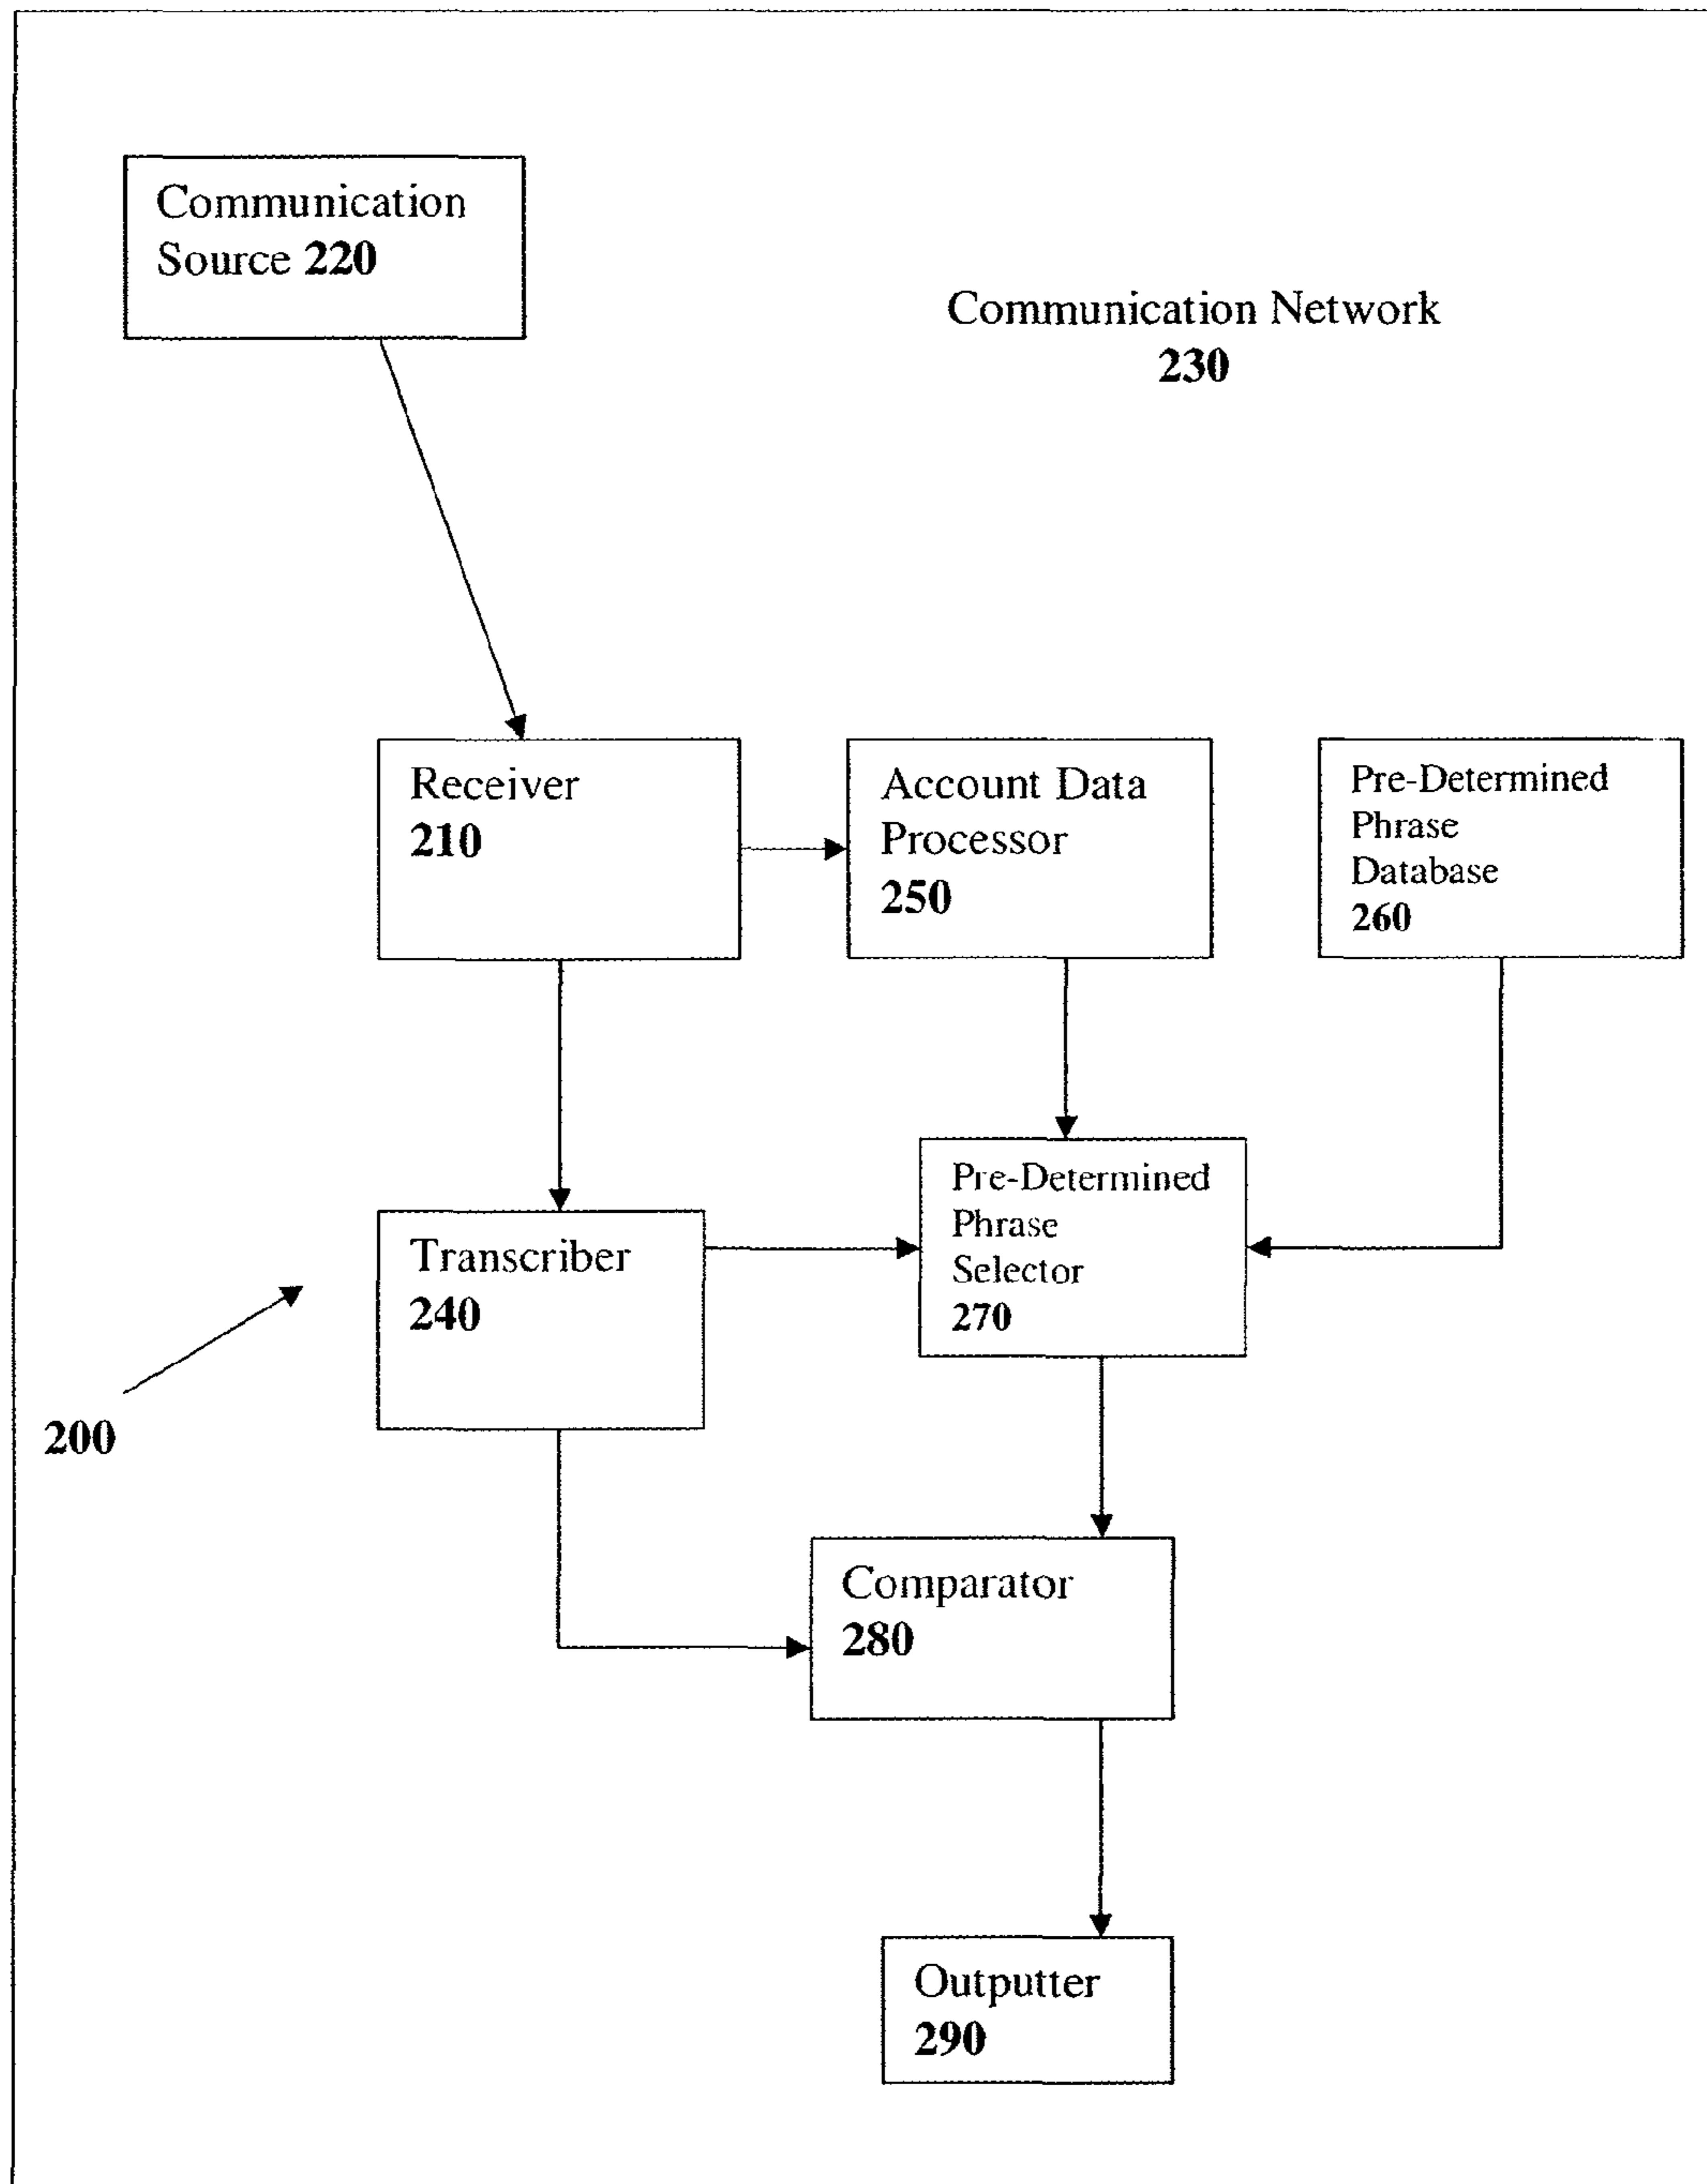 Communication
Source 220
Communication Network
230
Receiver
210
Account Data
Processor
250
Pre-Determined
Phrase
Database
260
Transcriber
240
Pre-Determined
Phrase
Selector
270
200
Comparator
280
Outputter
290